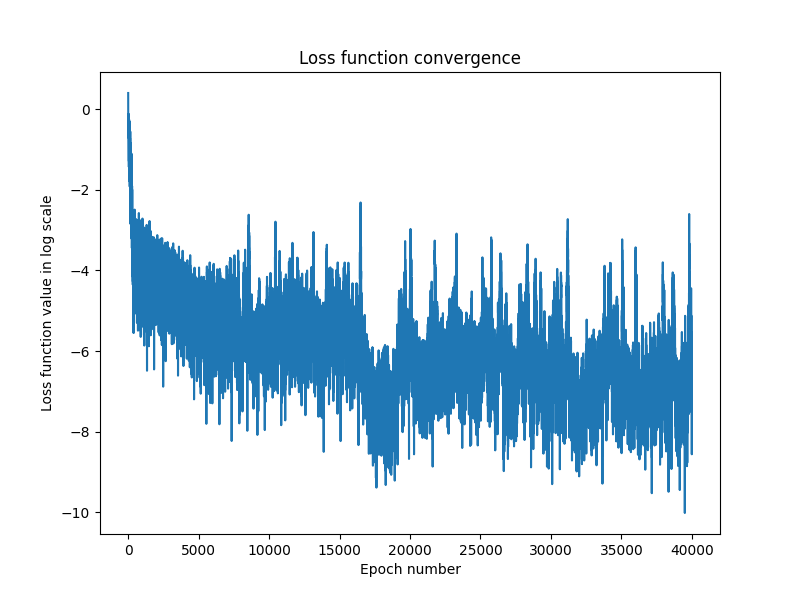 Loss function convergence
Loss function value in log scale
0
−2
−4
−6
−8
−10
0 5000 10000 15000 20000 25000 30000 35000 40000
Epoch number